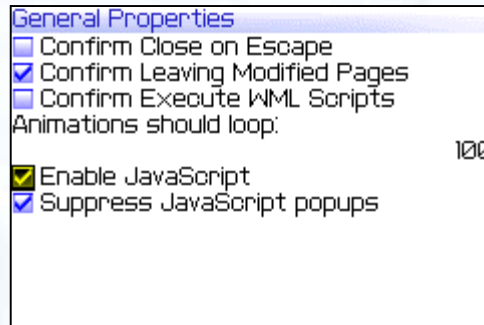 General Properties
Confirm Close on Escape
Confirm Leaving Modified Pages
Confirm Execute WML Scripts
Animations should loop:
100
Enable JavaScript
Suppress JavaScript popups